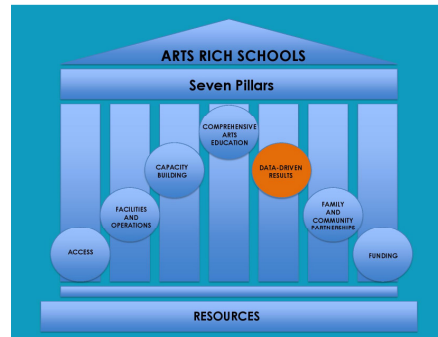 ARTS RICH SCHOOLS
Seven Pillars
COMPREHENSIVE
ARTS
EDUCATION
CAPACITY
BUILDING
DATA-DRIVEN
RESULTS
FACILITIES
AND
OPERATIONS
FAMILY
AND
COMMUNITY
PARTNERSHIPS
ACCESS
FUNDING
RESOURCES